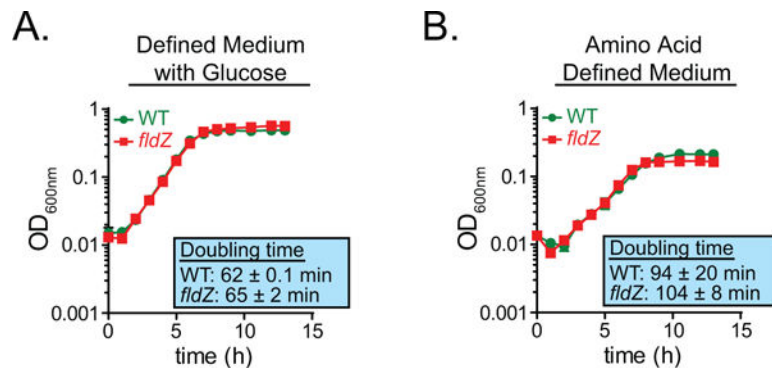 A.
Defined Medium
with Glucose
1
0.1
0.01
0.001
OD600nm
WT
fldZ
Doubling time
WT: 62 ± 0.1 min
fldZ: 65 ± 2 min
0 5 10 15
time (h)
B.
Amino Acid
Defined Medium
1
0.1
0.01
0.001
OD600nm
WT
fldZ
Doubling time
WT: 94 ± 20 min
fldZ: 104 ± 8 min
0 5 10 15
time (h)